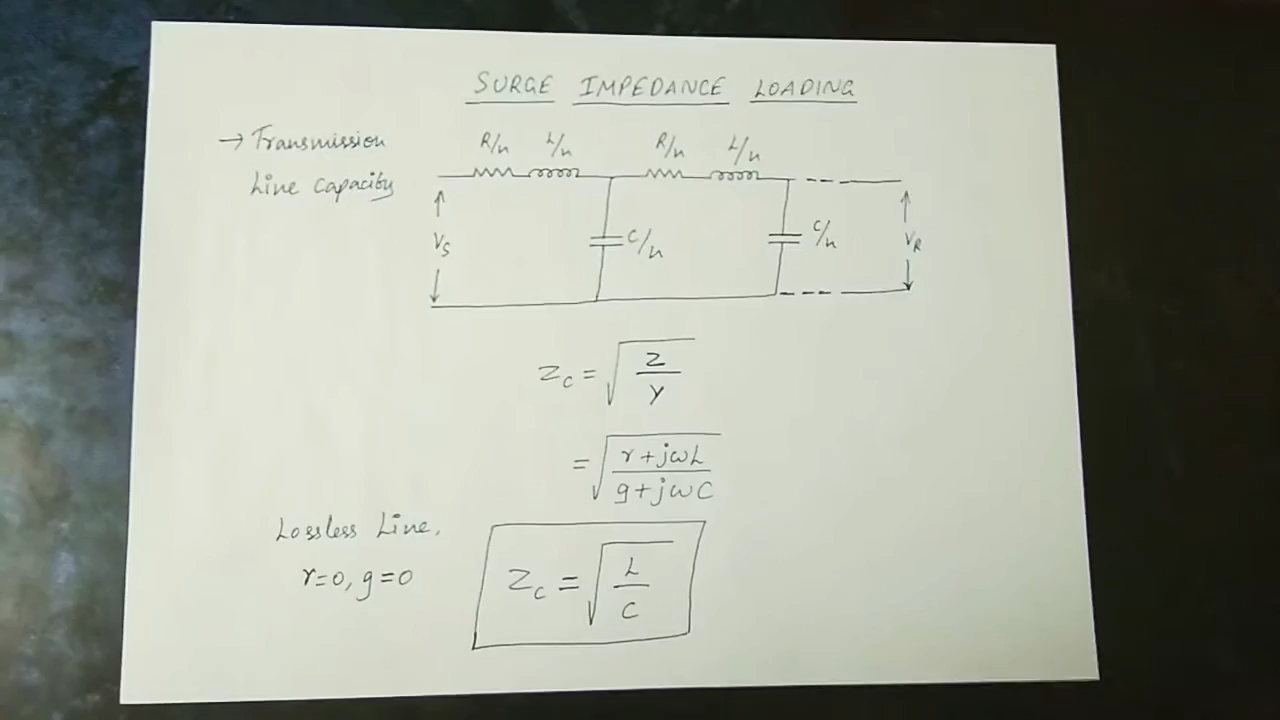 SURGE IMPEDANCE LOADING
→ Transmission
Line Capacity
R/n L/n R/n L/n
Vs C/n C/n VR
Zc = √(Z/Y)
= √((r+jωL)/(g+jωC))
Lossless Line,
r=0, g=0
Zc = √(L/C)